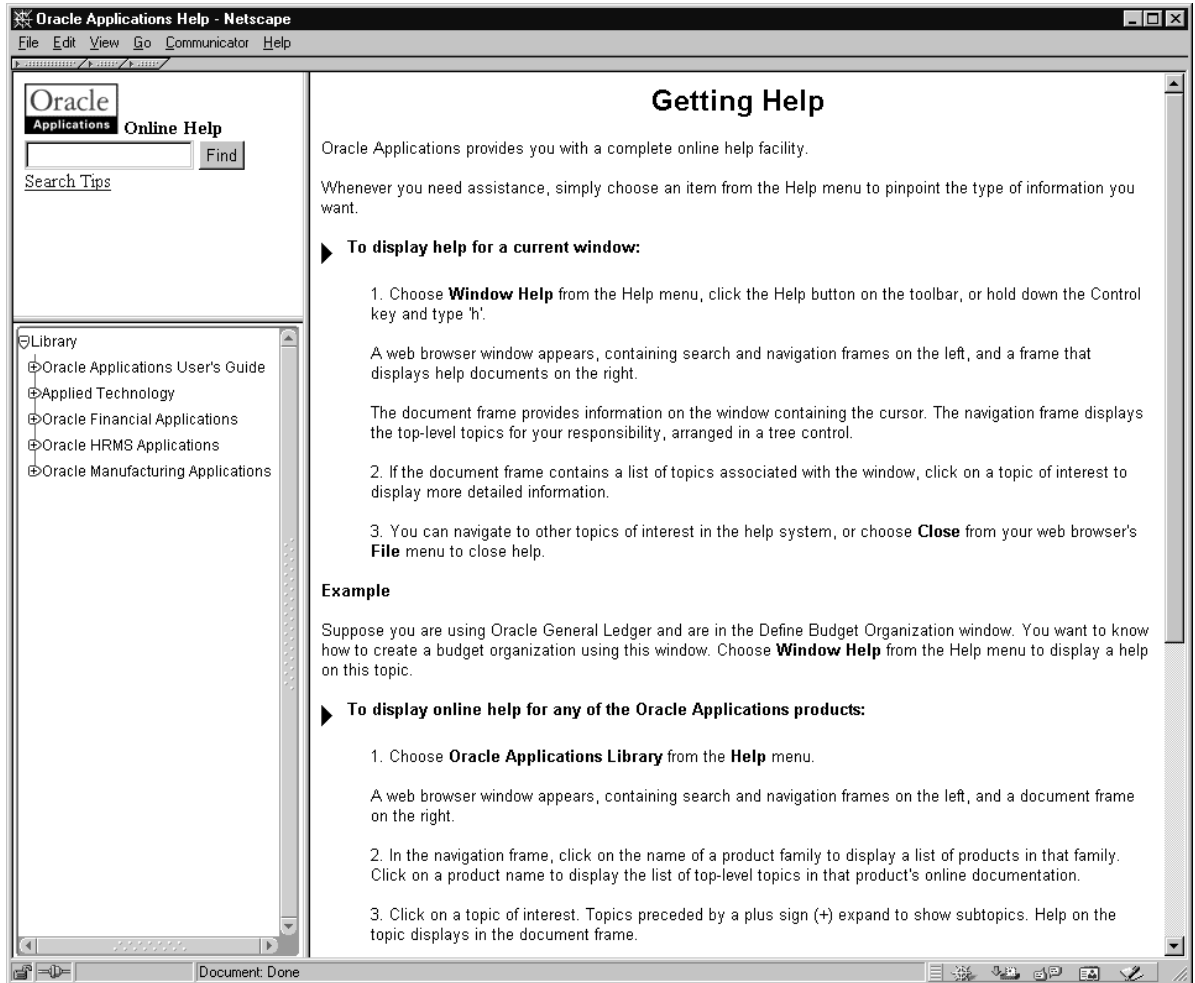 Oracle Applications Help - Netscape
File Edit View Go Communicator Help
Oracle
Applications Online Help
Find
Search Tips
Library
Oracle Applications User's Guide
Applied Technology
Oracle Financial Applications
Oracle HRMS Applications
Oracle Manufacturing Applications
Getting Help
Oracle Applications provides you with a complete online help facility.
Whenever you need assistance, simply choose an item from the Help menu to pinpoint the type of information you
want.
To display help for a current window:
1. Choose Window Help from the Help menu, click the Help button on the toolbar, or hold down the Control
key and type 'h'.
A web browser window appears, containing search and navigation frames on the left, and a frame that
displays help documents on the right.
The document frame provides information on the window containing the cursor. The navigation frame displays
the top-level topics for your responsibility, arranged in a tree control.
2. If the document frame contains a list of topics associated with the window, click on a topic of interest to
display more detailed information.
3. You can navigate to other topics of interest in the help system, or choose Close from your web browser's
File menu to close help.
Example
Suppose you are using Oracle General Ledger and are in the Define Budget Organization window. You want to know
how to create a budget organization using this window. Choose Window Help from the Help menu to display a help
on this topic.
To display online help for any of the Oracle Applications products:
1. Choose Oracle Applications Library from the Help menu.
A web browser window appears, containing search and navigation frames on the left, and a document frame
on the right.
2. In the navigation frame, click on the name of a product family to display a list of products in that family.
Click on a product name to display the list of top-level topics in that product's online documentation.
3. Click on a topic of interest. Topics preceded by a plus sign (+) expand to show subtopics. Help on the
topic displays in the document frame.
Document: Done